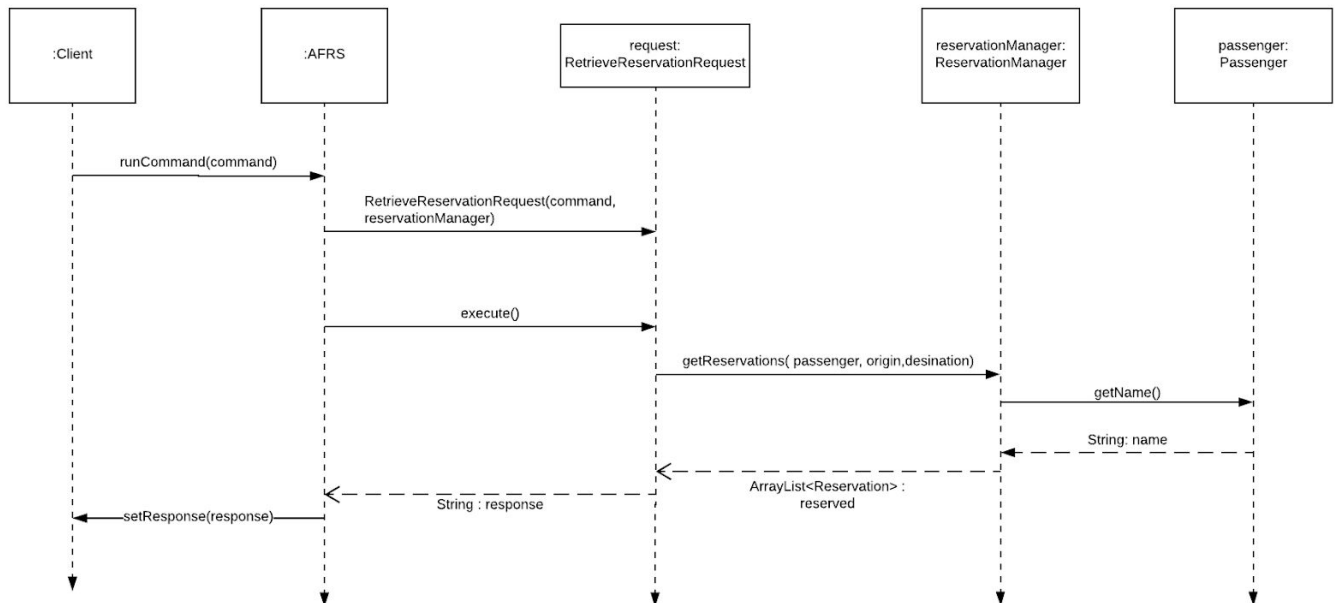 :Client
:AFRS
request:
RetrieveReservationRequest
reservationManager:
ReservationManager
passenger:
Passenger
runCommand(command)
RetrieveReservationRequest(command,
reservationManager)
execute()
getReservations( passenger, origin,desination)
getName()
String: name
ArrayList<Reservation> :
reserved
String : response
setResponse(response)